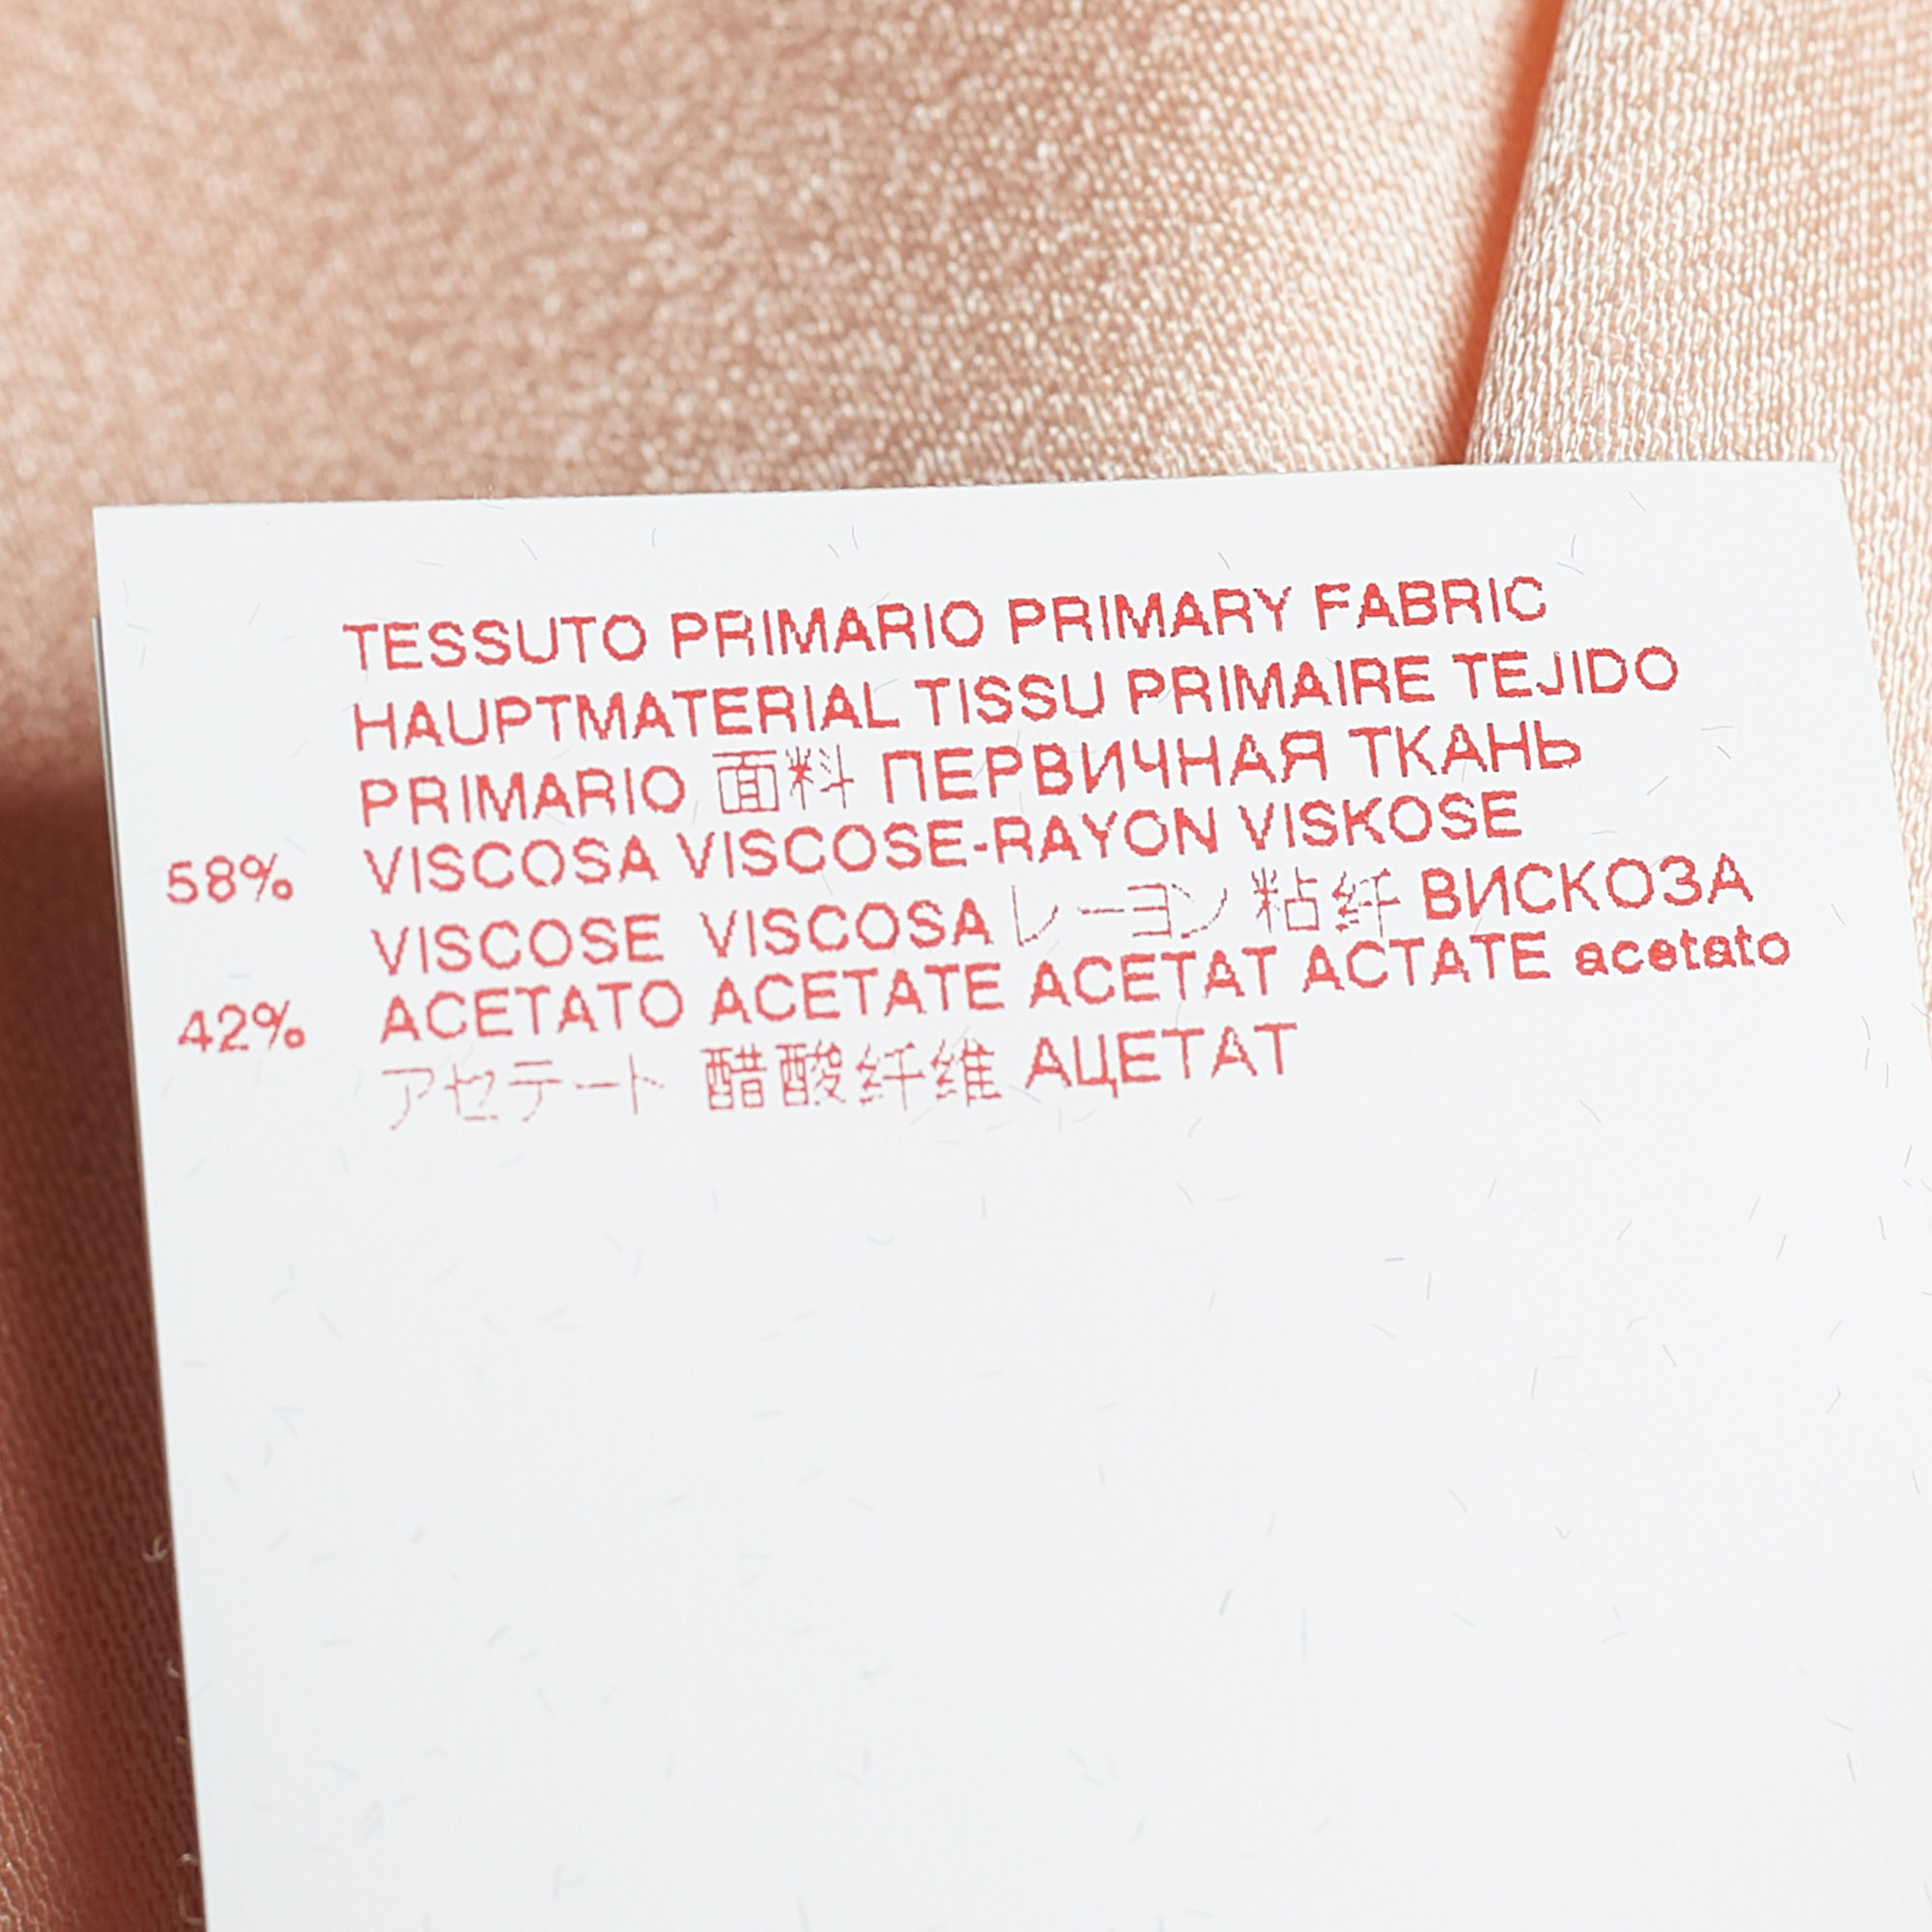 TESSUTO PRIMARIO PRIMARY FABRIC
HAUPTMATERIAL TISSU PRIMAIRE TEJIDO
PRIMARIO 面料 ПЕРВИЧНАЯ ТКАНЬ
58% VISCOSA VISCOSE-RAYON VISKOSE
VISCOSE VISCOSA レーヨン 粘纤 ВИСКОЗА
42% ACETATO ACETATE ACETAT ACTATE acetato
アセテート 醋酸纤维 АЦЕТАТ